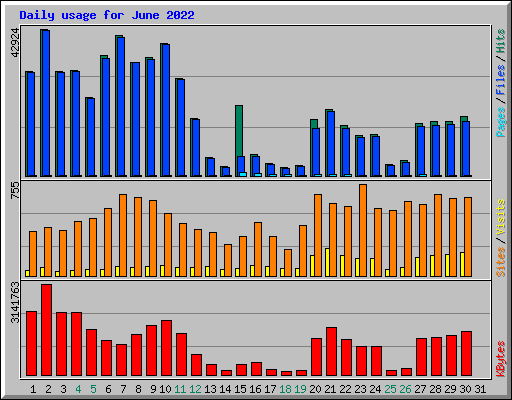 Daily usage for June 2022
42924
Pages / Files / Hits
755
Sites / Visits
3141763
KBytes
1 2 3 4 5 6 7 8 9 10 11 12 13 14 15 16 17 18 19 20 21 22 23 24 25 26 27 28 29 30 31